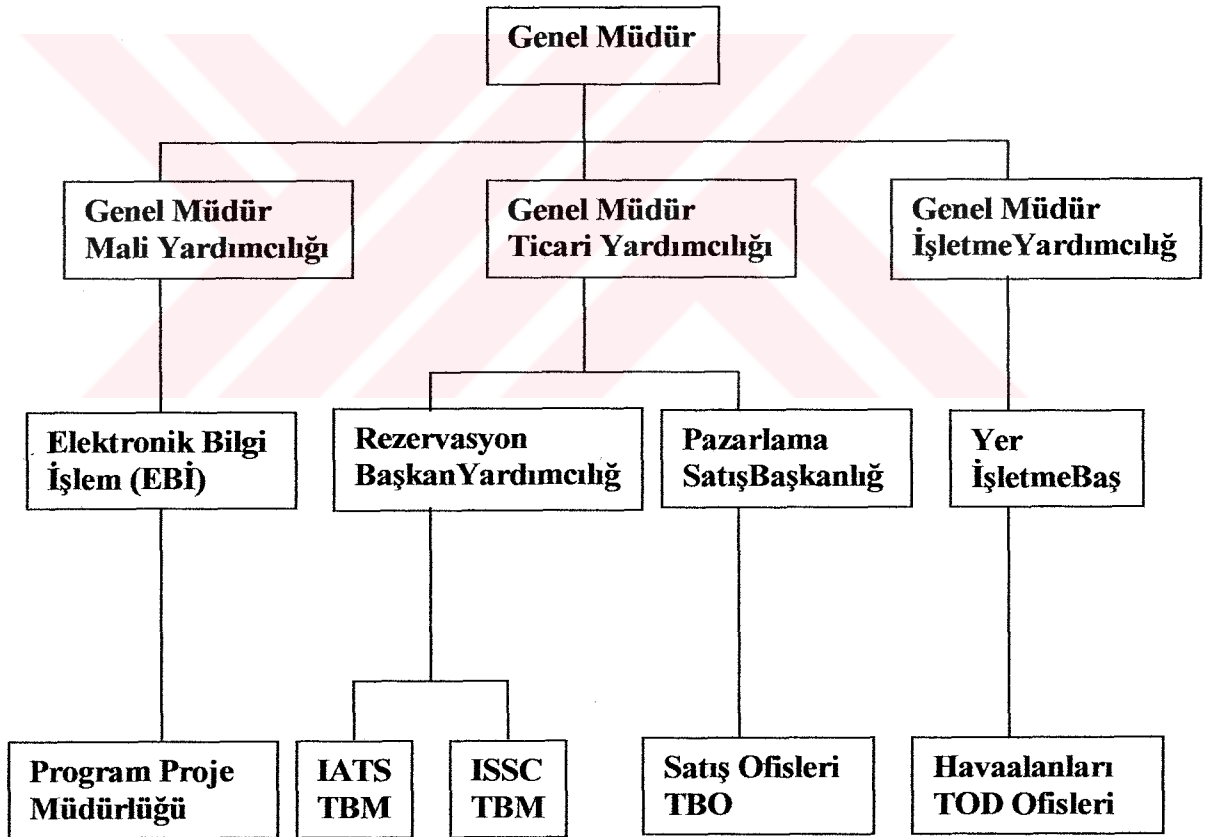 Genel Müdür
Genel Müdür
Mali Yardımcılığı
Genel Müdür
Ticari Yardımcılığı
Genel Müdür
İşletmeYardımcılığ
Elektronik Bilgi
İşlem (EBİ)
Rezervasyon
BaşkanYardımcılığ
Pazarlama
SatışBaşkanlığ
Yer
İşletmeBaş
Program Proje
Müdürlüğü
IATS
TBM
ISSC
TBM
Satış Ofisleri
TBO
Havaalanları
TOD Ofisleri